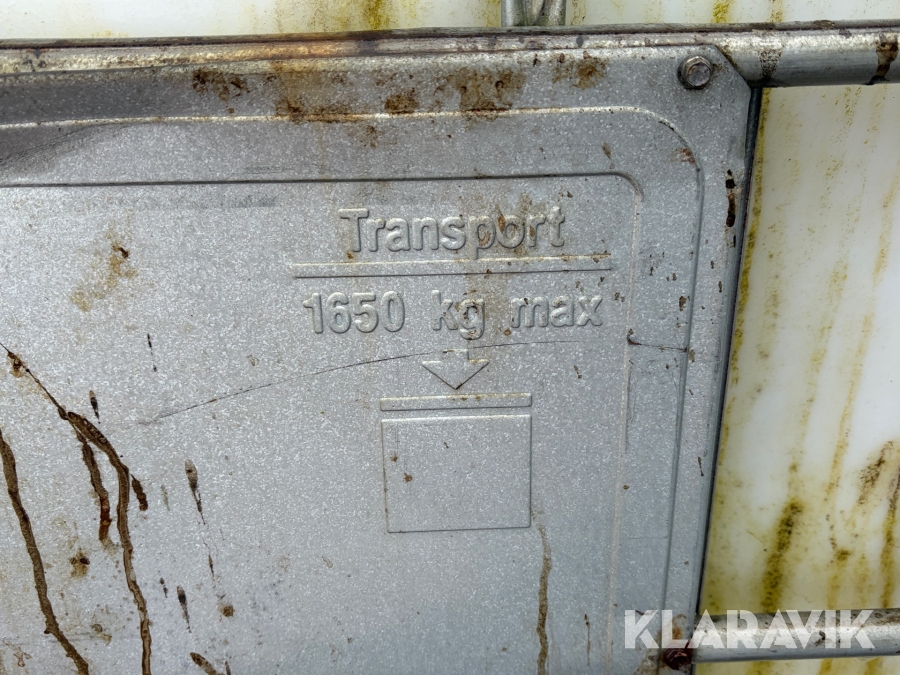 Transport
1650 kg max
KLARAVIK